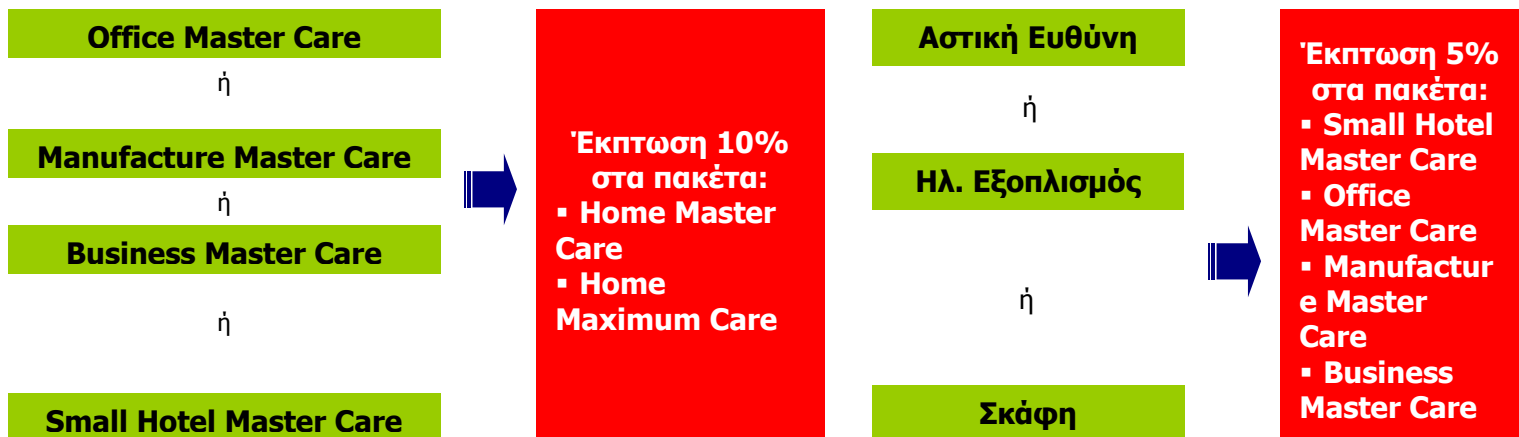 Office Master Care
ή
Manufacture Master Care
ή
Business Master Care
ή
Small Hotel Master Care
Έκπτωση 10%
στα πακέτα:
▪ Home Master
Care
▪ Home
Maximum Care
Αστική Ευθύνη
ή
Ηλ. Εξοπλισμός
ή
Σκάφη
Έκπτωση 5%
στα πακέτα:
▪ Small Hotel
Master Care
▪ Office
Master Care
▪ Manufactur
e Master
Care
▪ Business
Master Care